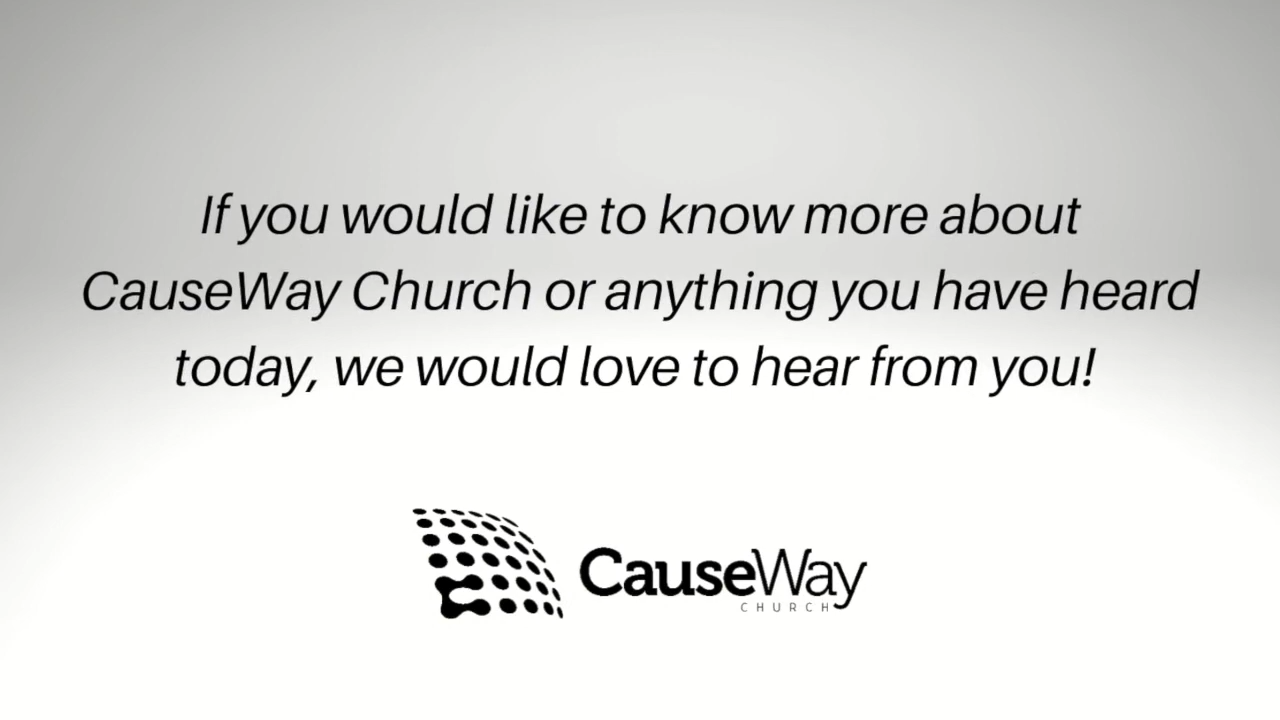 If you would like to know more about
CauseWay Church or anything you have heard
today, we would love to hear from you!
CauseWay
CHURCH